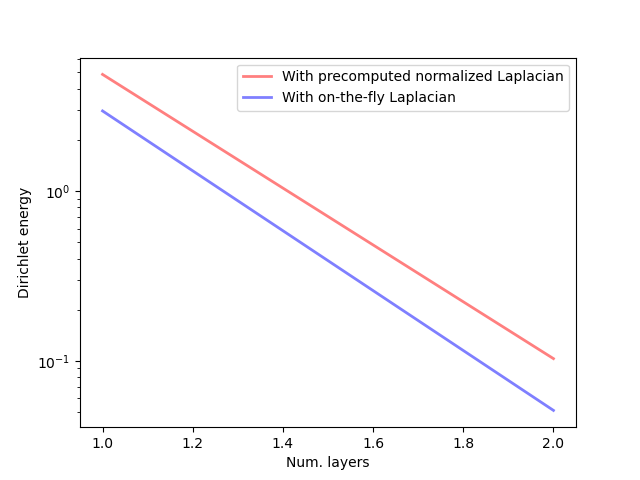 With precomputed normalized Laplacian
With on-the-fly Laplacian
Dirichlet energy
10⁰
10⁻¹
1.0 1.2 1.4 1.6 1.8 2.0
Num. layers